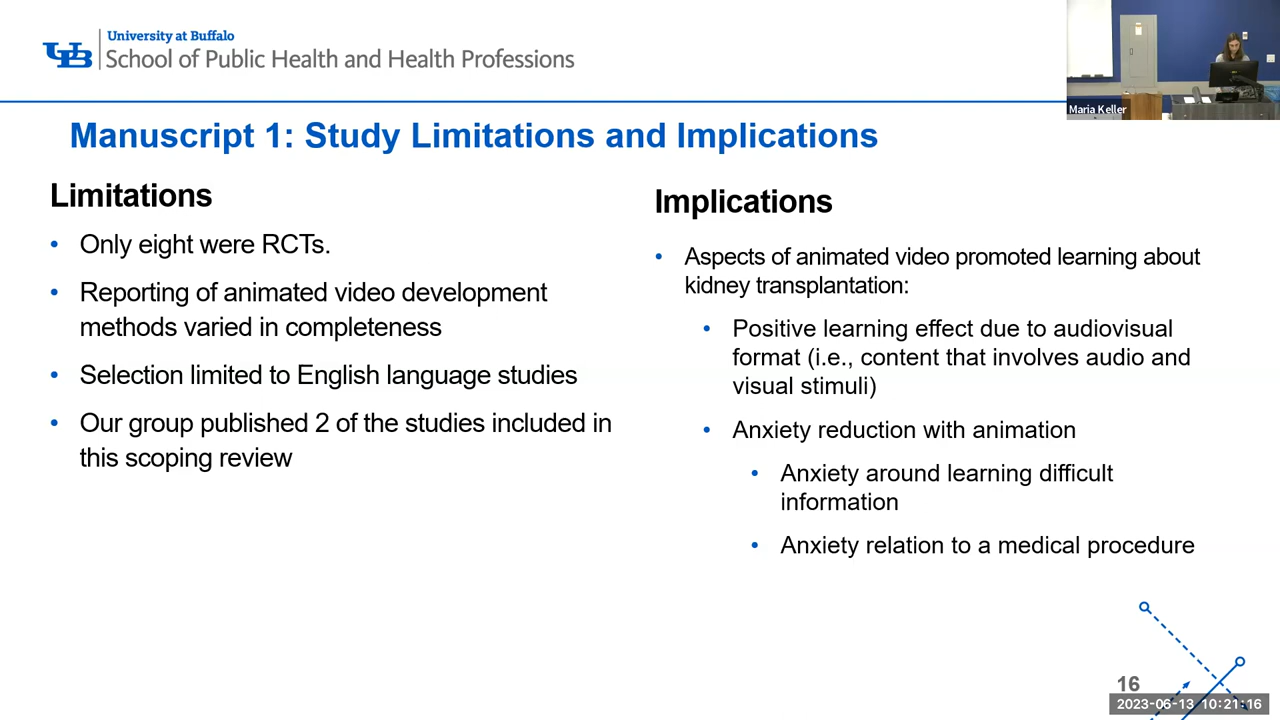 University at Buffalo
School of Public Health and Health Professions
Maria Keller
Manuscript 1: Study Limitations and Implications
Limitations
• Only eight were RCTs.
• Reporting of animated video development
methods varied in completeness
• Selection limited to English language studies
• Our group published 2 of the studies included in
this scoping review
Implications
• Aspects of animated video promoted learning about
kidney transplantation:
• Positive learning effect due to audiovisual
format (i.e., content that involves audio and
visual stimuli)
• Anxiety reduction with animation
• Anxiety around learning difficult
information
• Anxiety relation to a medical procedure
16
2023-06-13 10:21:16